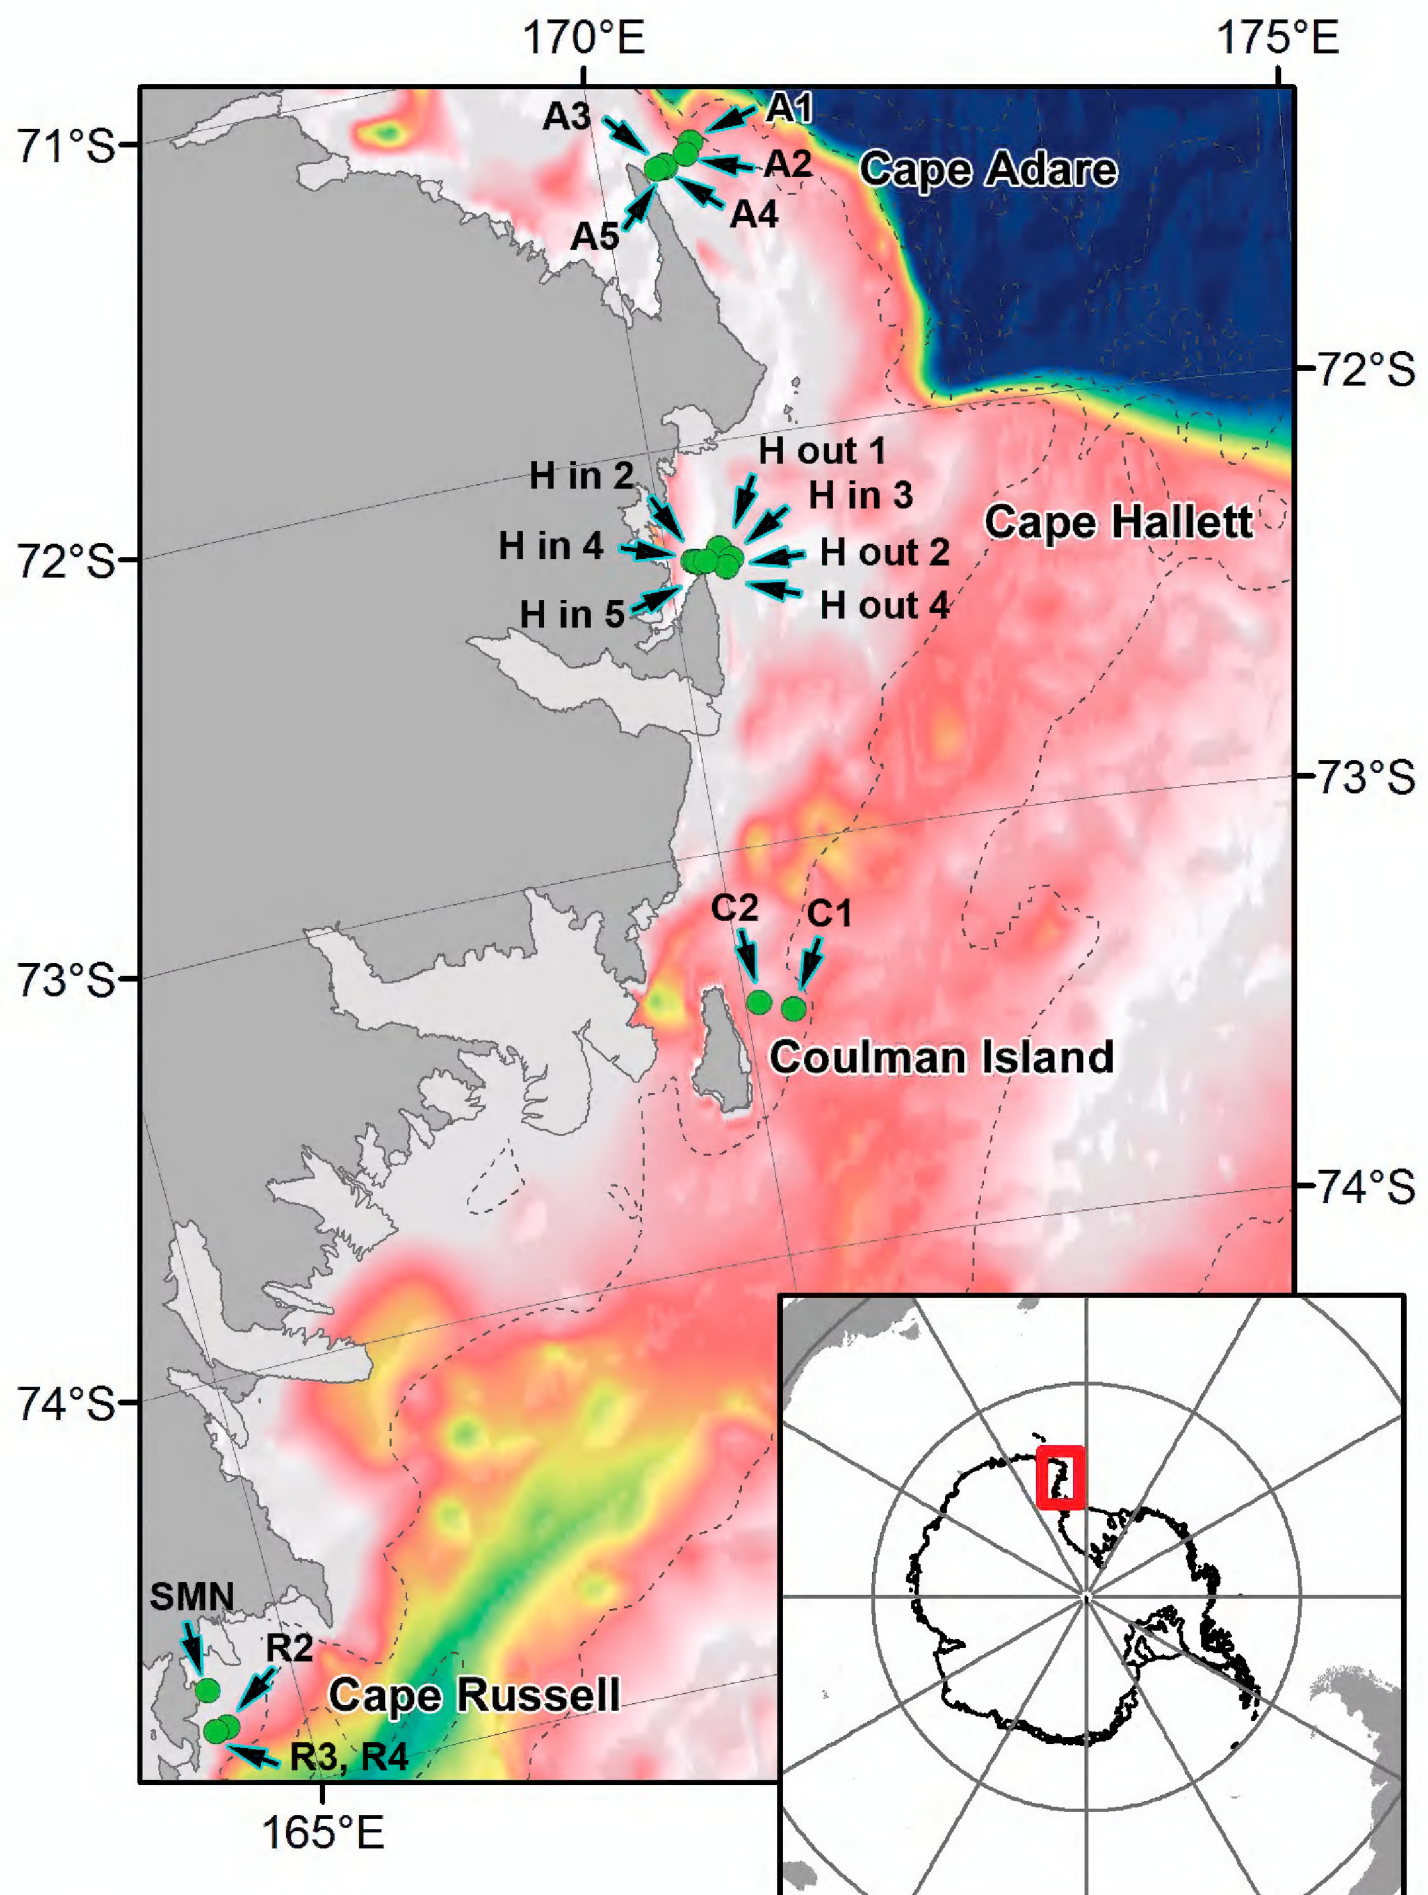 170°E
175°E
A3
A1
71°S
A2
Cape Adare
A4
A5
72°S
H out 1
H in 2
H in 3
Cape Hallett
H in 4
H out 2
72°S
H in 5
H out 4
73°S
C2
C1
73°S
Coulman Island
74°S
74°S
SMN
R2
Cape Russell
R3, R4
165°E